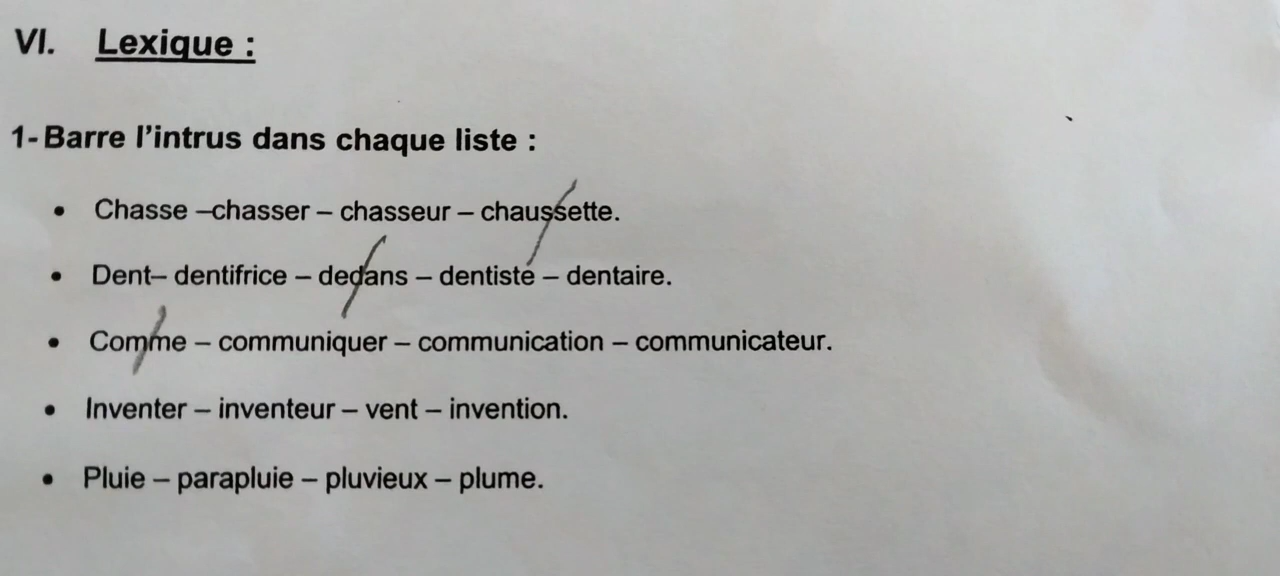 VI. Lexique :
1- Barre l'intrus dans chaque liste :
• Chasse –chasser – chasseur – chaussette.
• Dent– dentifrice – dedans – dentiste – dentaire.
• Comme – communiquer – communication – communicateur.
• Inventer – inventeur – vent – invention.
• Pluie – parapluie – pluvieux – plume.